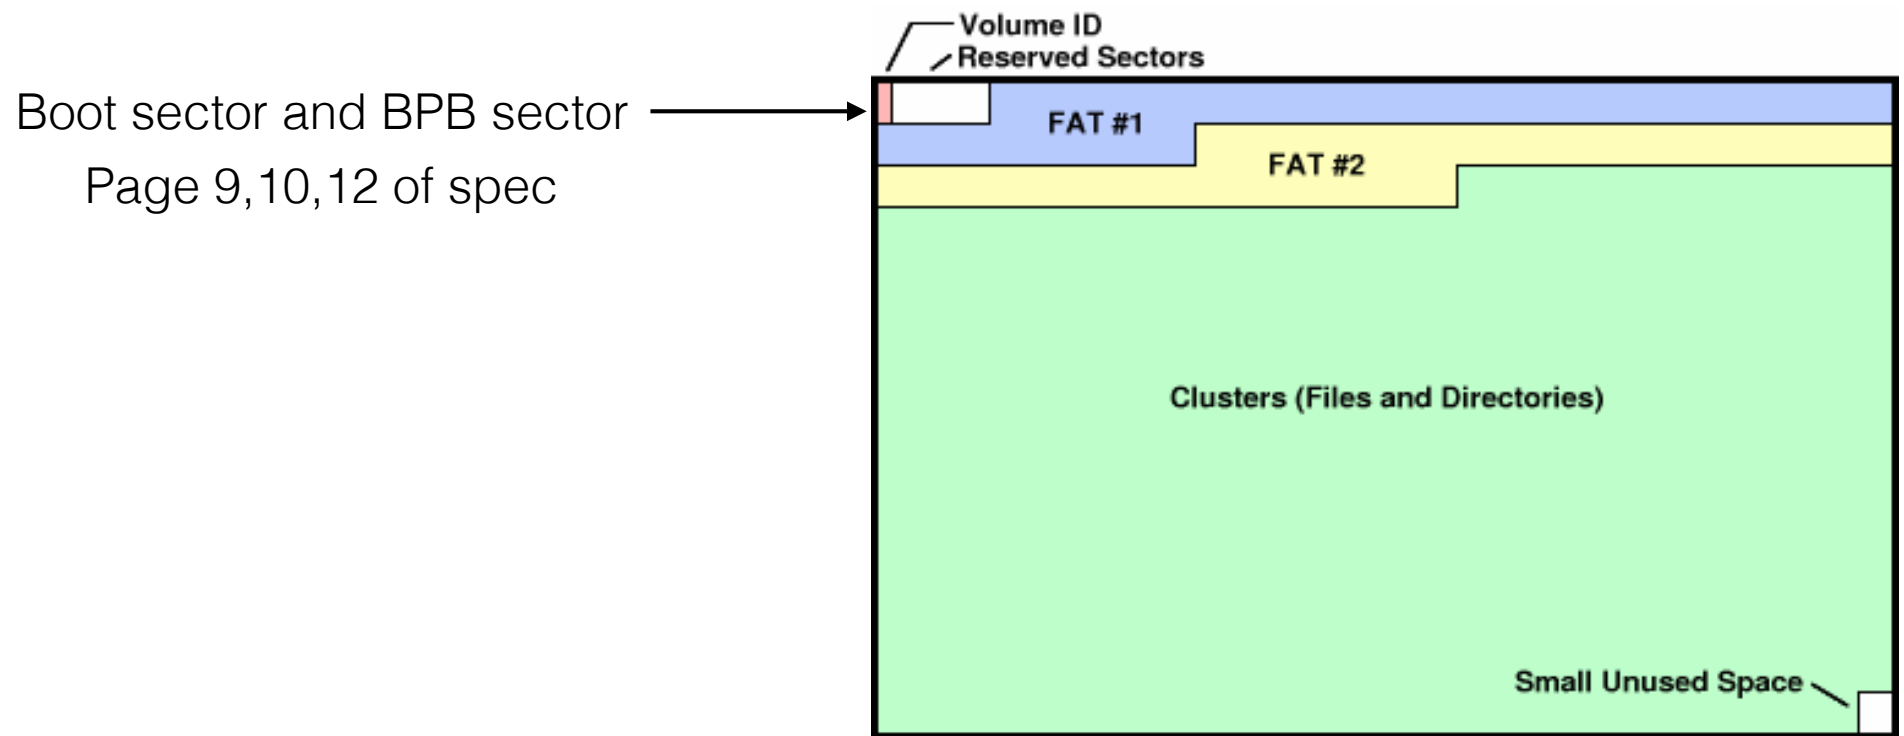 Boot sector and BPB sector
Page 9,10,12 of spec
Volume ID
Reserved Sectors
FAT #1
FAT #2
Clusters (Files and Directories)
Small Unused Space